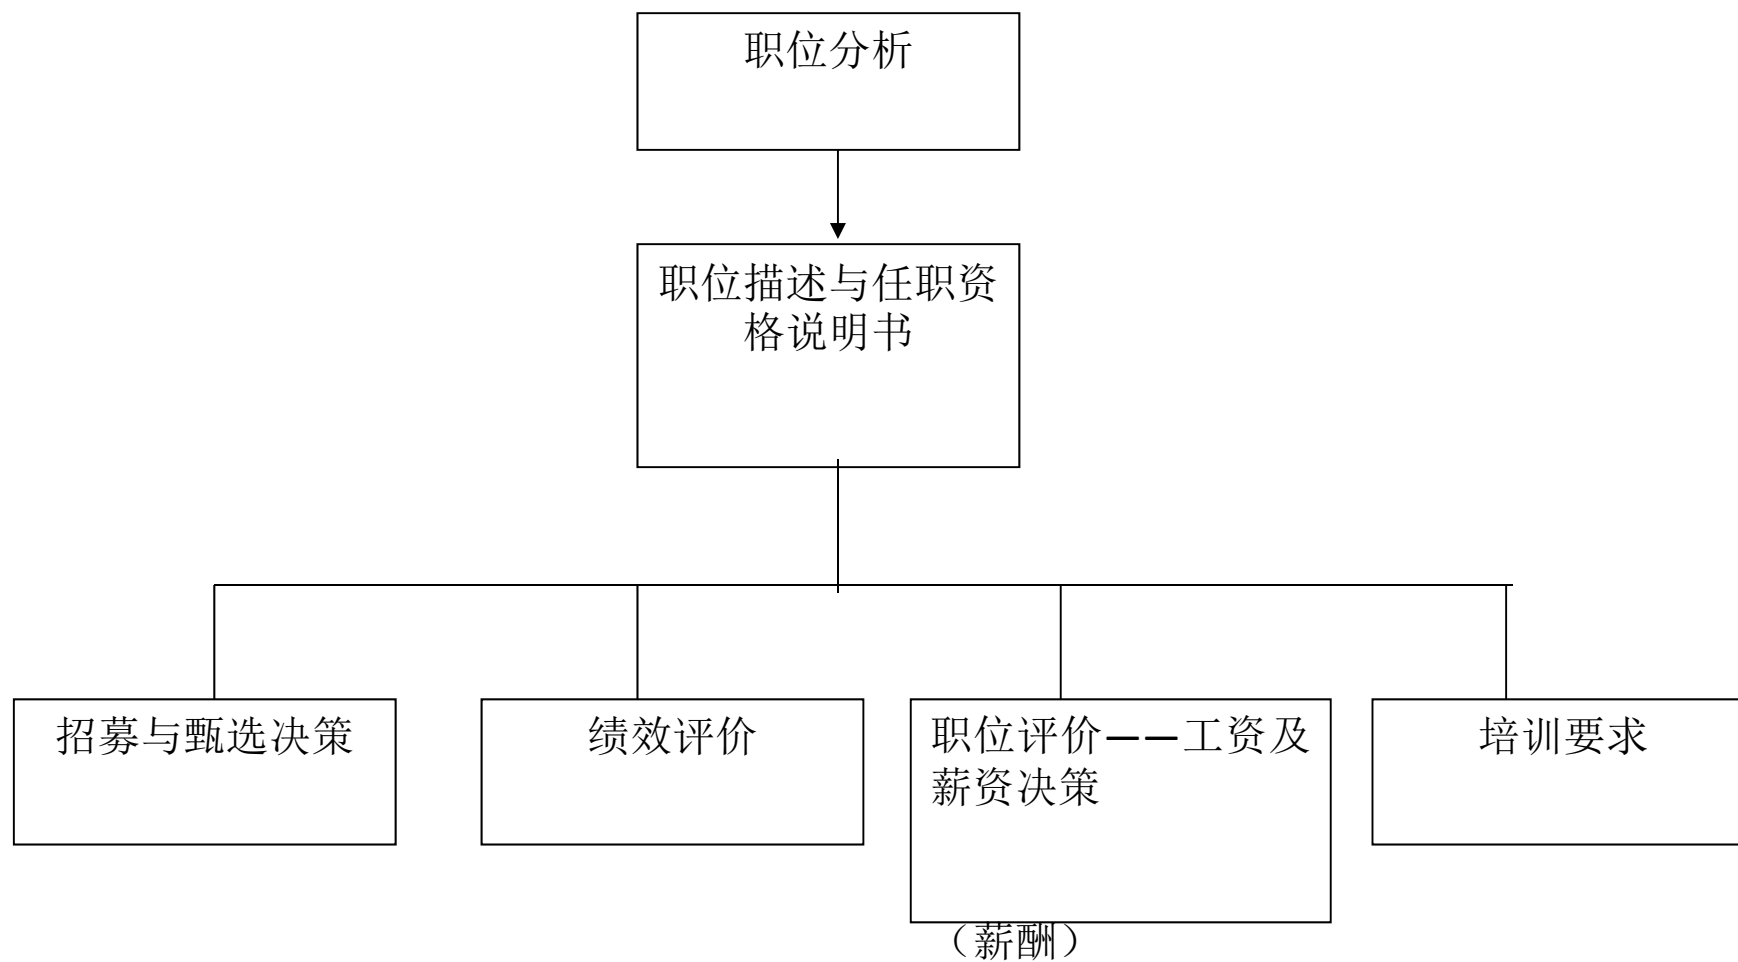 职位分析
职位描述与任职资
格说明书
招募与甄选决策
绩效评价
职位评价——工资及
薪资决策
（薪酬）
培训要求